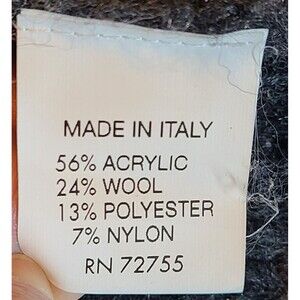 MADE IN ITALY
56% ACRYLIC
24% WOOL
13% POLYESTER
7% NYLON
RN 72755